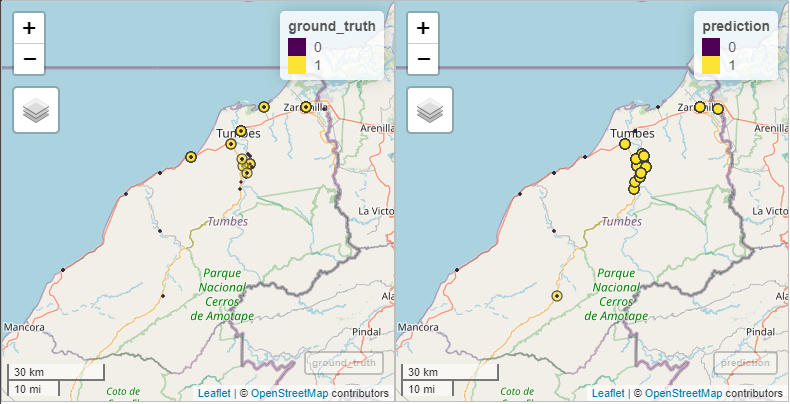 +
−
ground_truth
0
1
Zarumilla
Tumbes
Arenilla
La Victo
Tumbes
Parque
Nacional
Cerros
de Amotape
Ala
Mancora
Pindal
ground_truth
30 km
10 mi
Coto de
Leaflet | © OpenStreetMap contributors
+
−
prediction
0
1
Tumbes
Arenilla
La Victo
Tumbes
Parque
Nacional
Cerros
de Amotape
Ala
Mancora
Pindal
prediction
30 km
10 mi
Coto de
Leaflet | © OpenStreetMap contributors